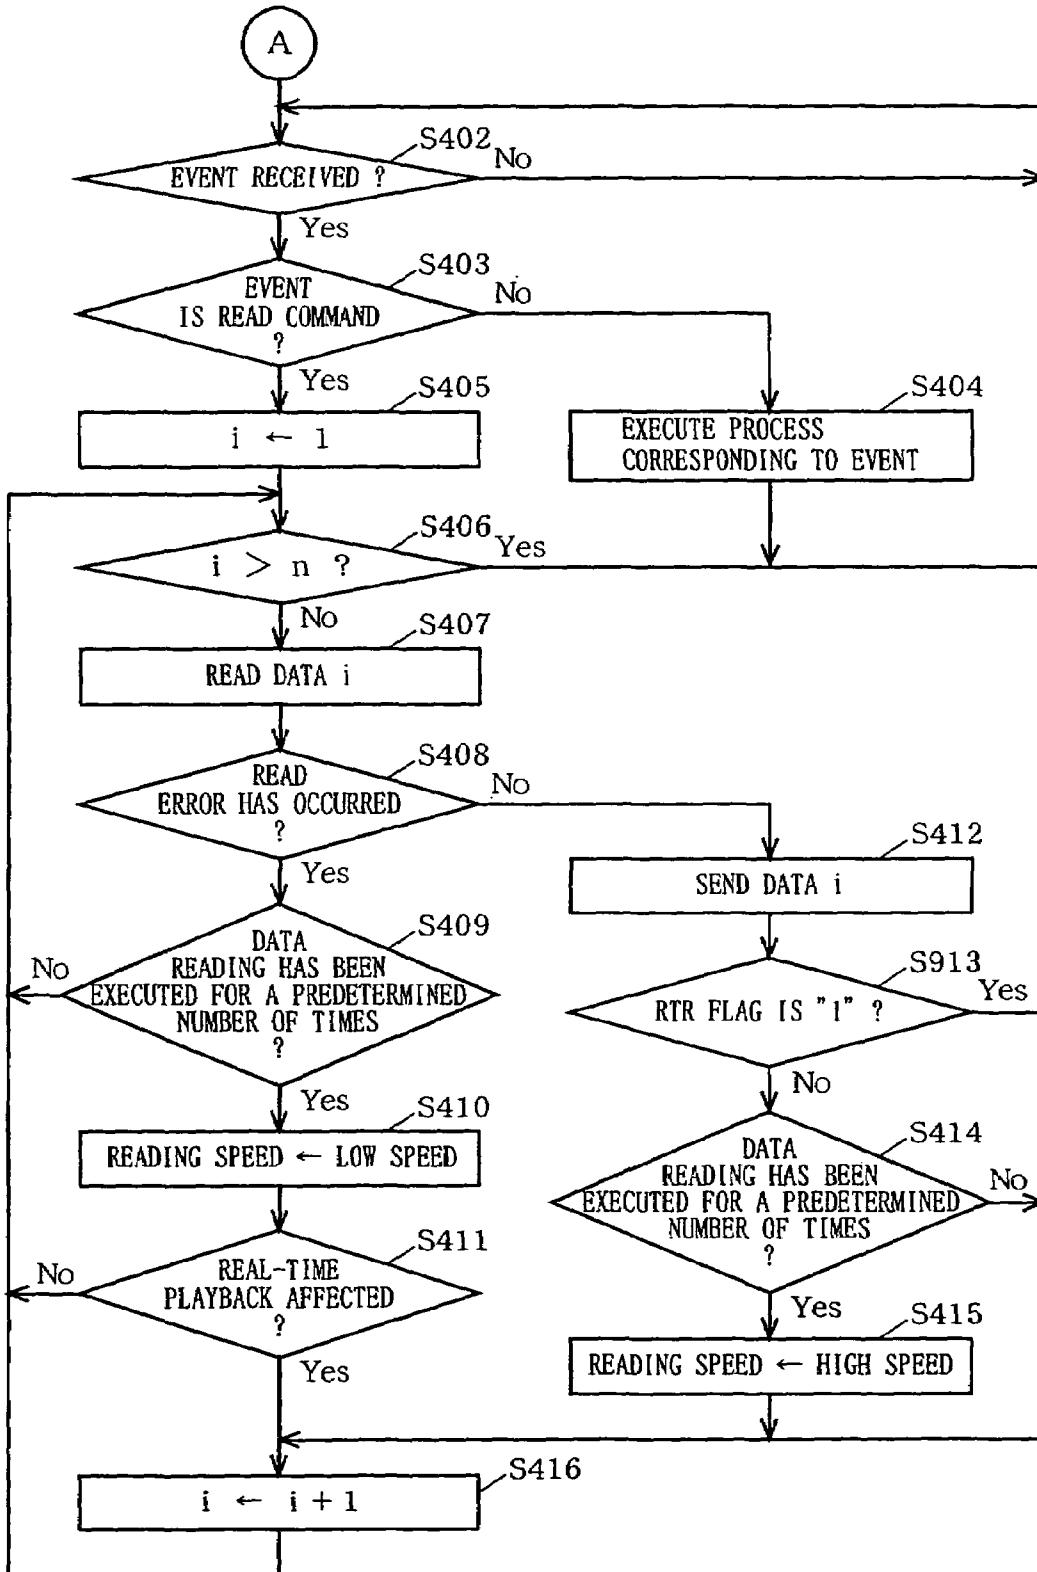 A
S402
EVENT RECEIVED ?
No
Yes
S403
EVENT
IS READ COMMAND
?
No
Yes
S405
i ← 1
S404
EXECUTE PROCESS
CORRESPONDING TO EVENT
S406
i > n ?
Yes
No
S407
READ DATA i
S408
READ
ERROR HAS OCCURRED
?
No
Yes
S412
SEND DATA i
S409
DATA
READING HAS BEEN
EXECUTED FOR A PREDETERMINED
NUMBER OF TIMES
?
No
Yes
S913
RTR FLAG IS "1" ?
Yes
No
S410
READING SPEED ← LOW SPEED
S414
DATA
READING HAS BEEN
EXECUTED FOR A PREDETERMINED
NUMBER OF TIMES
?
No
Yes
S411
REAL-TIME
PLAYBACK AFFECTED
?
No
Yes
S415
READING SPEED ← HIGH SPEED
S416
i ← i + 1